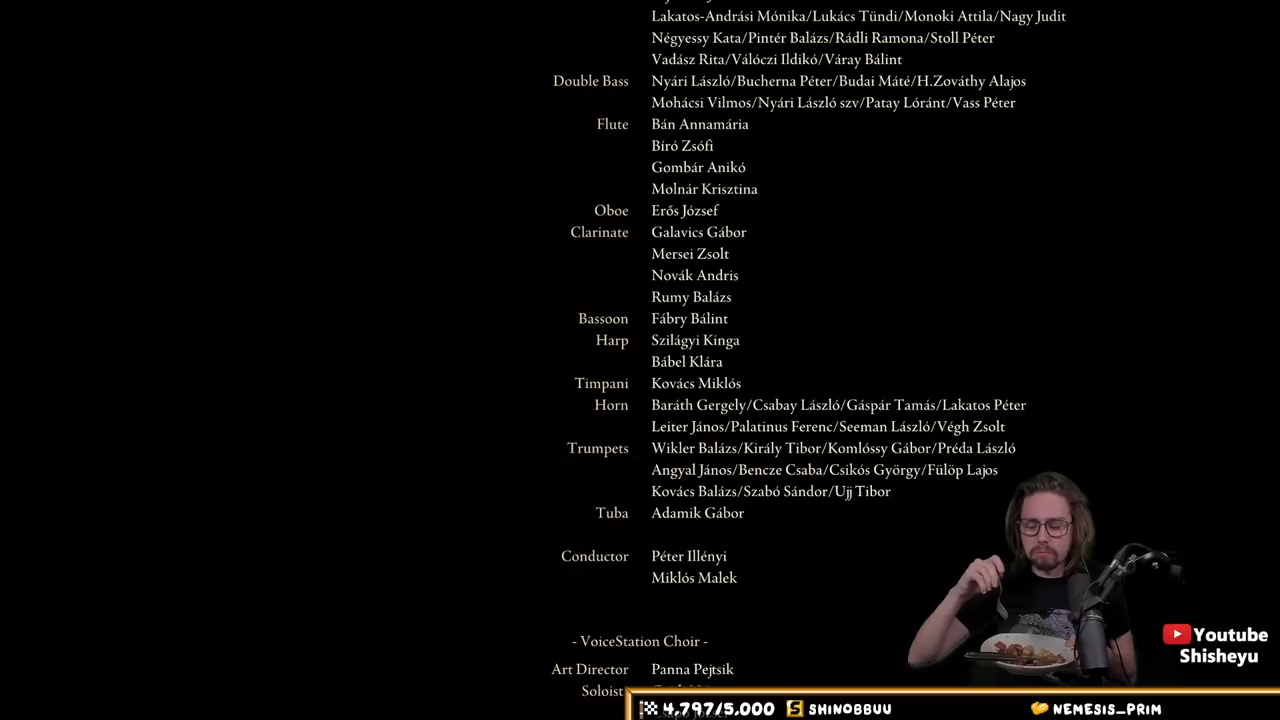 Lakatos-Andrási Mónika/Lukács Tündi/Monoki Attila/Nagy Judit
Négyessy Kata/Pintér Balázs/Rádli Ramona/Stoll Péter
Vadász Rita/Válóczi Ildikó/Váray Bálint
Double Bass Nyári László/Bucherna Péter/Budai Máté/H.Zováthy Alajos
Mohácsi Vilmos/Nyári László szv/Patay Lóránt/Vass Péter
Flute Bán Annamária
Bíró Zsófi
Gombár Anikó
Molnár Krisztina
Oboe Erős József
Clarinate Galavics Gábor
Mersei Zsolt
Novák Andris
Rumy Balázs
Bassoon Fábry Bálint
Harp Szilágyi Kinga
Bábel Klára
Timpani Kovács Miklós
Horn Baráth Gergely/Csabay László/Gáspár Tamás/Lakatos Péter
Leiter János/Palatinus Ferenc/Seeman László/Végh Zsolt
Trumpets Wikler Balázs/Király Tibor/Komlóssy Gábor/Préda László
Angyal János/Bencze Csaba/Csikós György/Fülöp Lajos
Kovács Balázs/Szabó Sándor/Ujj Tibor
Tuba Adamik Gábor
Conductor Péter Illényi
Miklós Malek
- VoiceStation Choir -
Art Director Panna Pejtsik
Soloist
Youtube
Shisheyu
4,797/5,000 S SHINOBBUU NEMESIS_PRIM